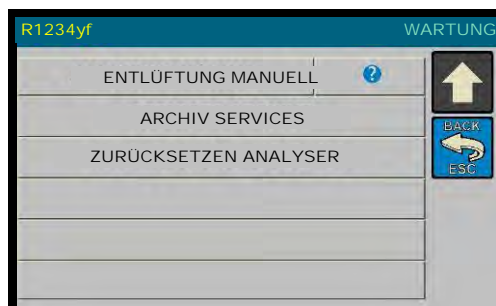 R1234yf WARTUNG
ENTLÜFTUNG MANUELL ?
ARCHIV SERVICES
BACK
ZURÜCKSETZEN ANALYSER
ESC